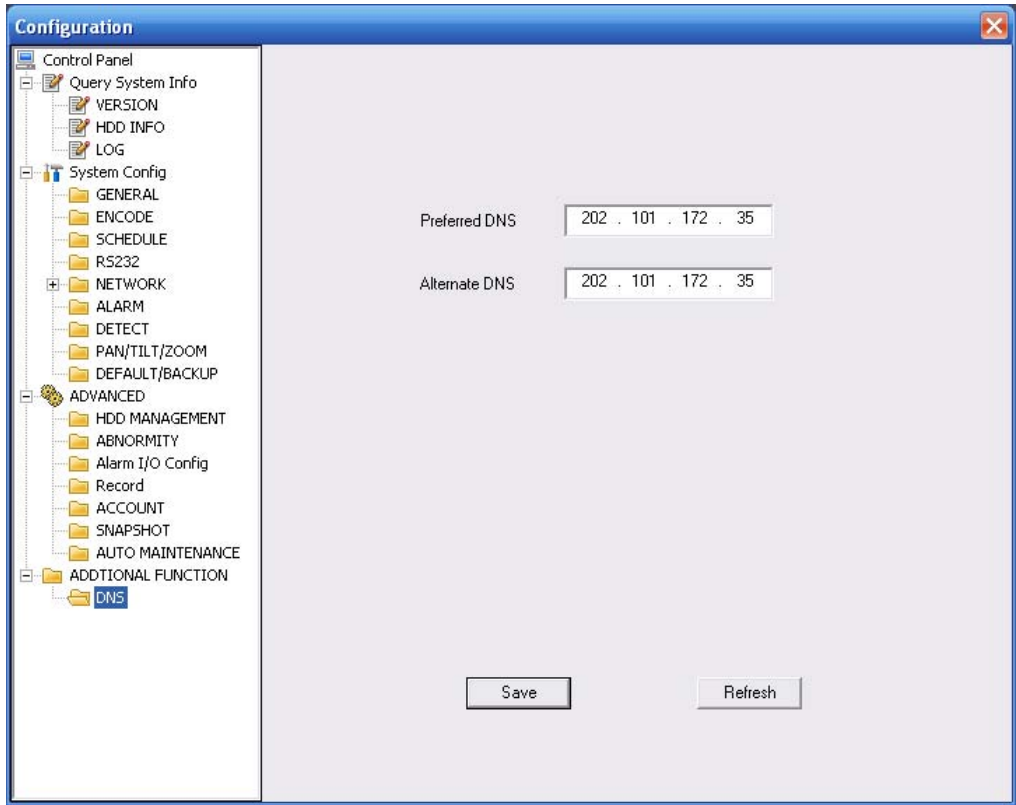 Configuration
Control Panel
Query System Info
VERSION
HDD INFO
LOG
System Config
GENERAL
ENCODE
SCHEDULE
RS232
NETWORK
ALARM
DETECT
PAN/TILT/ZOOM
DEFAULT/BACKUP
ADVANCED
HDD MANAGEMENT
ABNORMITY
Alarm I/O Config
Record
ACCOUNT
SNAPSHOT
AUTO MAINTENANCE
ADDTIONAL FUNCTION
DNS
Preferred DNS 202 . 101 . 172 . 35
Alternate DNS 202 . 101 . 172 . 35
Save Refresh